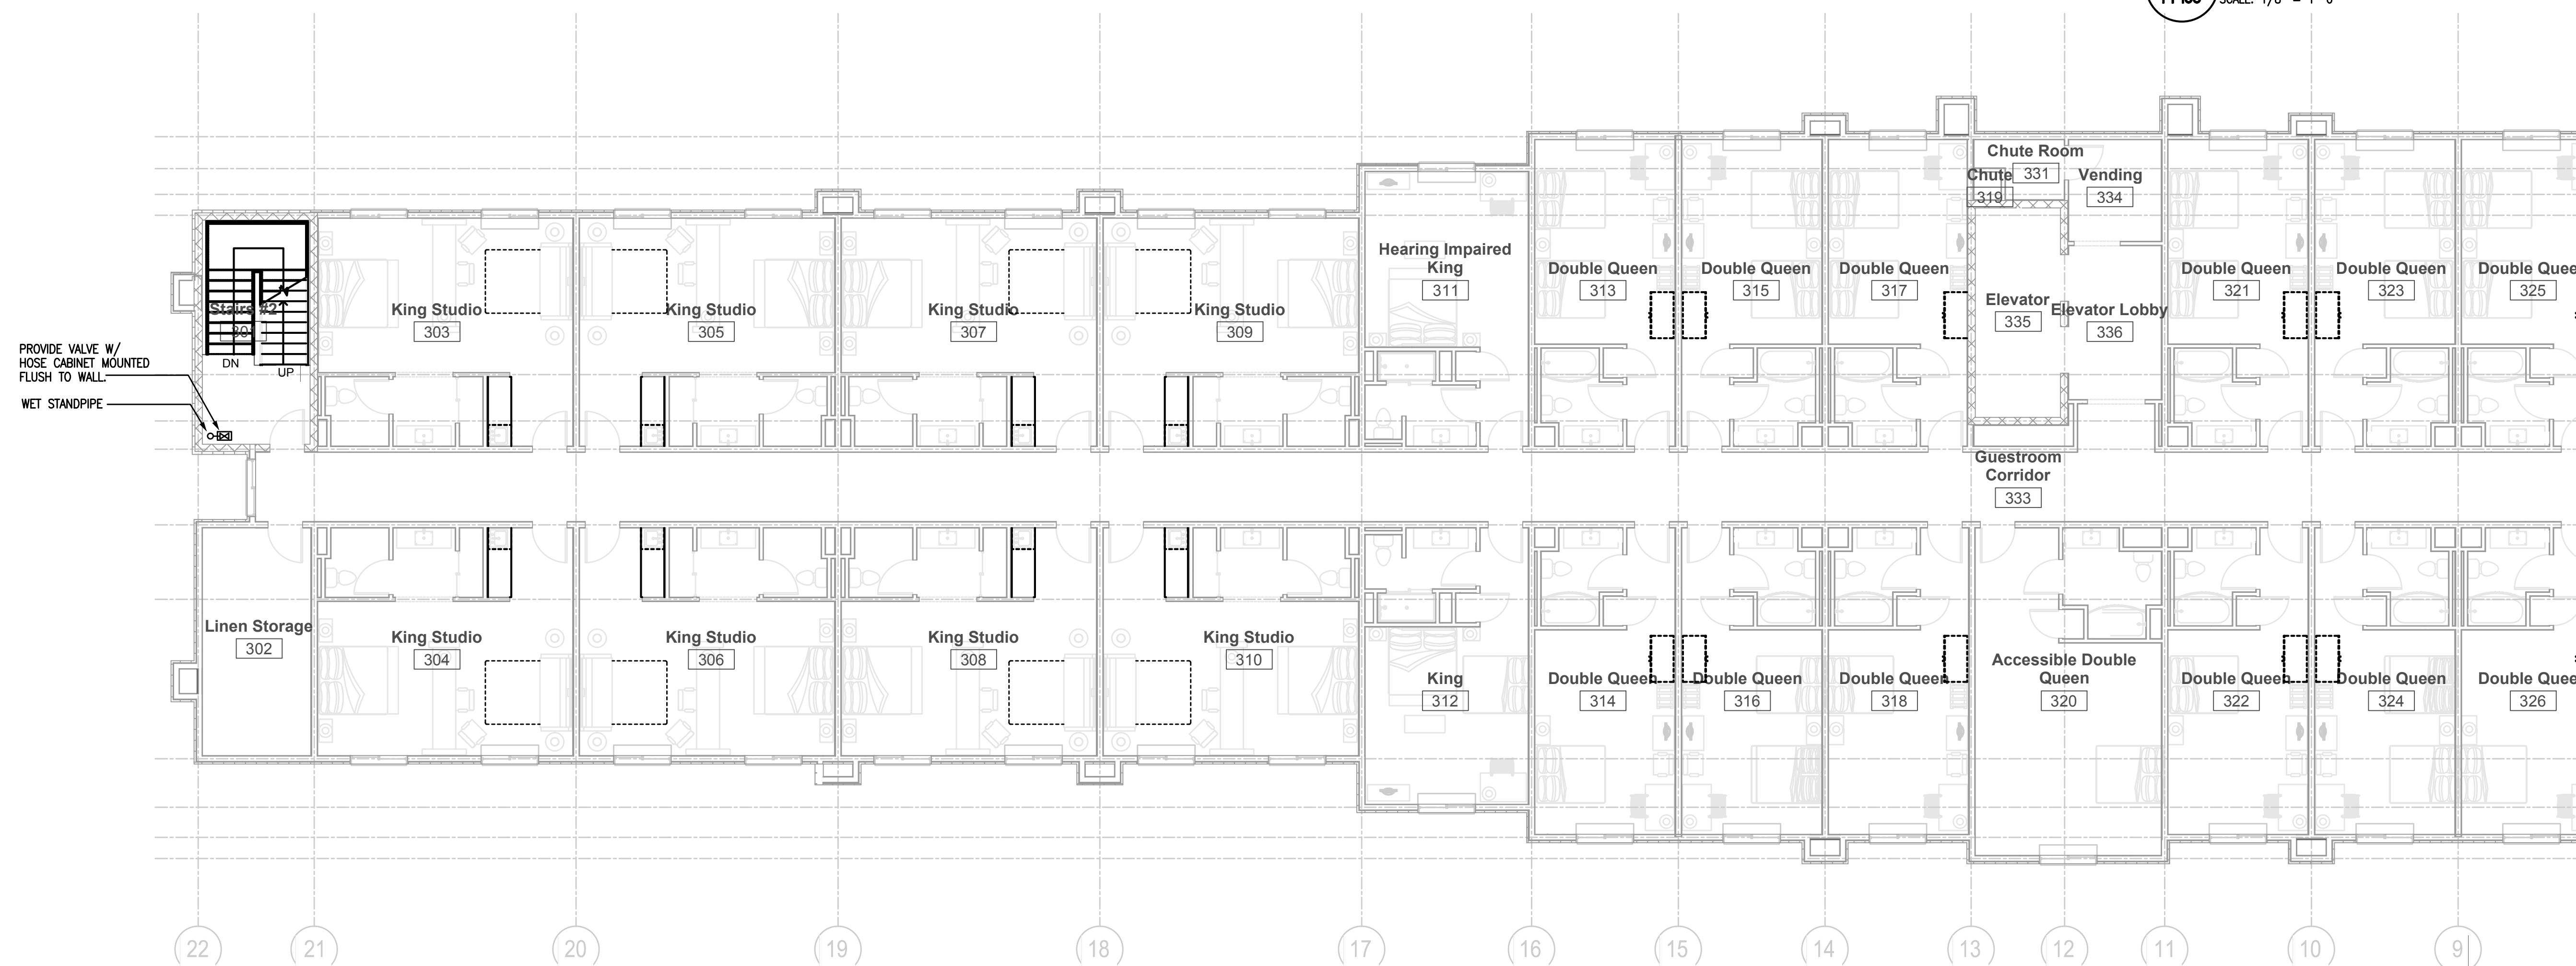 SCALE: 1/8" = 1'-0"
Chute Room
331
Chute
319
Vending
334
Hearing Impaired
King
311
Double Queen
313
Double Queen
315
Double Queen
317
Double Queen
321
Double Queen
323
Double Quee
325
Stairs #2
King Studio
303
King Studio
305
King Studio
307
King Studio
309
Elevator
335
Elevator Lobby
336
PROVIDE VALVE W/
HOSE CABINET MOUNTED
FLUSH TO WALL.
WET STANDPIPE
DN
UP
Guestroom
Corridor
333
Linen Storage
302
King Studio
304
King Studio
306
King Studio
308
King Studio
310
King
312
Double Queen
314
Double Queen
316
Double Queen
318
Accessible Double
Queen
320
Double Queen
322
Double Queen
324
Double Quee
326
22
21
20
19
18
17
16
15
14
13
12
11
10
9